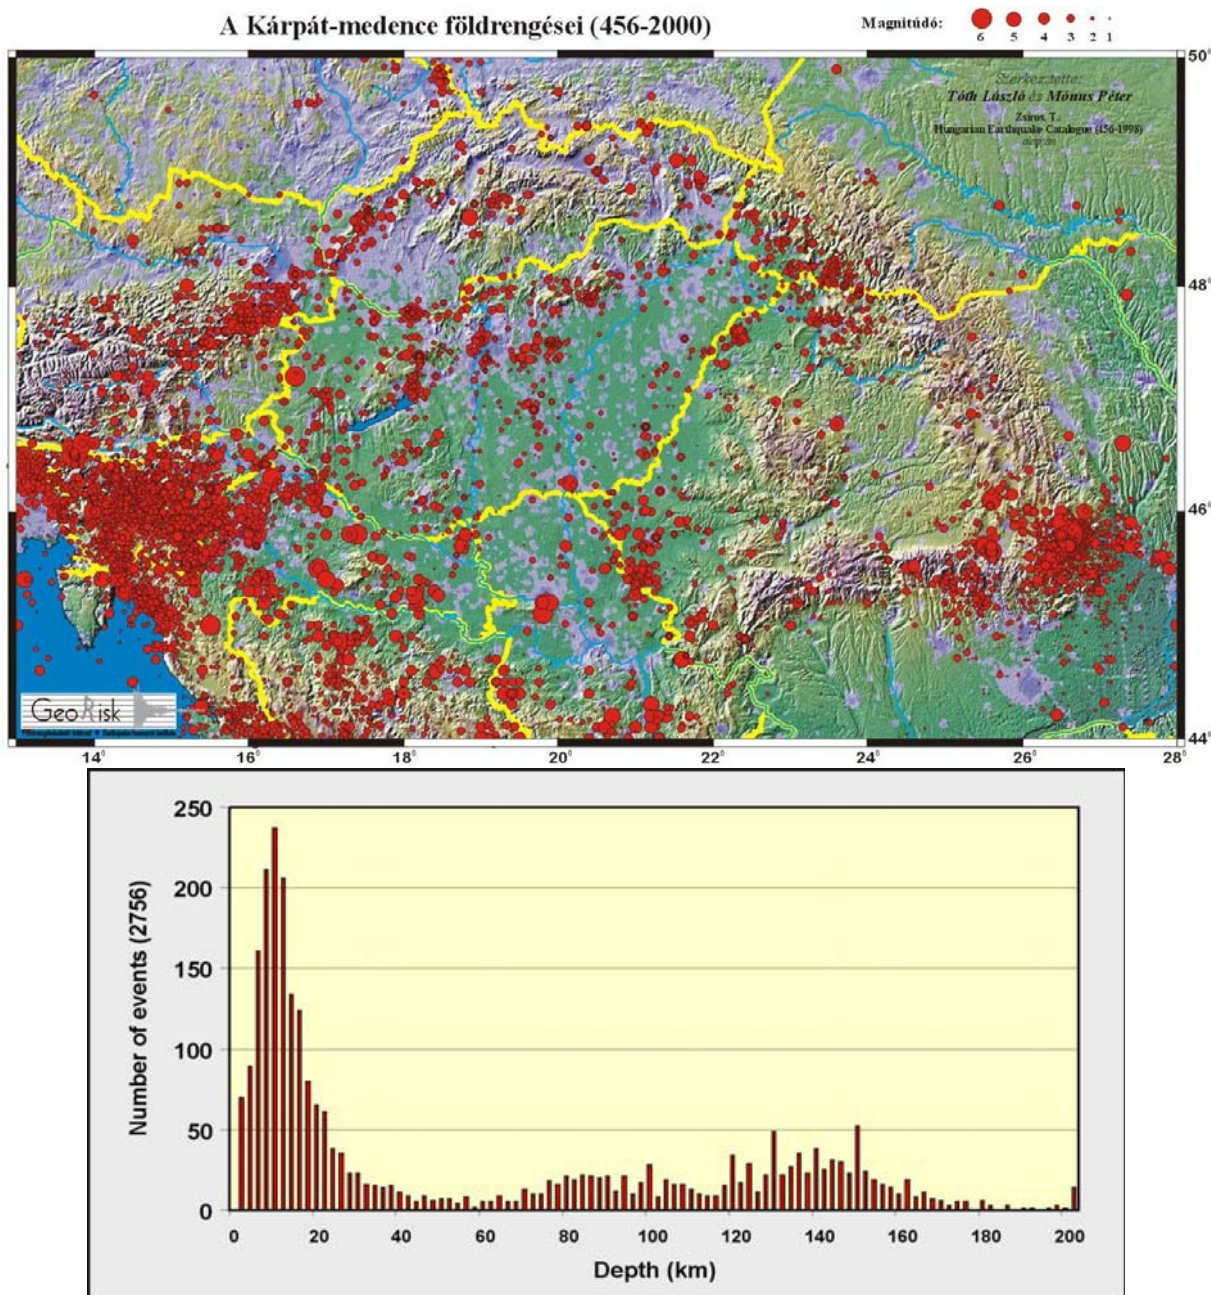 A Kárpát-medence földrengései (456-2000)
Magnitúdó:
6 5 4 3 2 1
Szerkesztette:
Tóth László és Mónus Péter
Zsíros, T.
Hungarian Earthquake Catalogue (456-1998)
alapján
50°
48°
46°
44°
14° 16° 18° 20° 22° 24° 26° 28°
GeoRisk
Number of events (2756)
250
200
150
100
50
0
0 20 40 60 80 100 120 140 160 180 200
Depth (km)